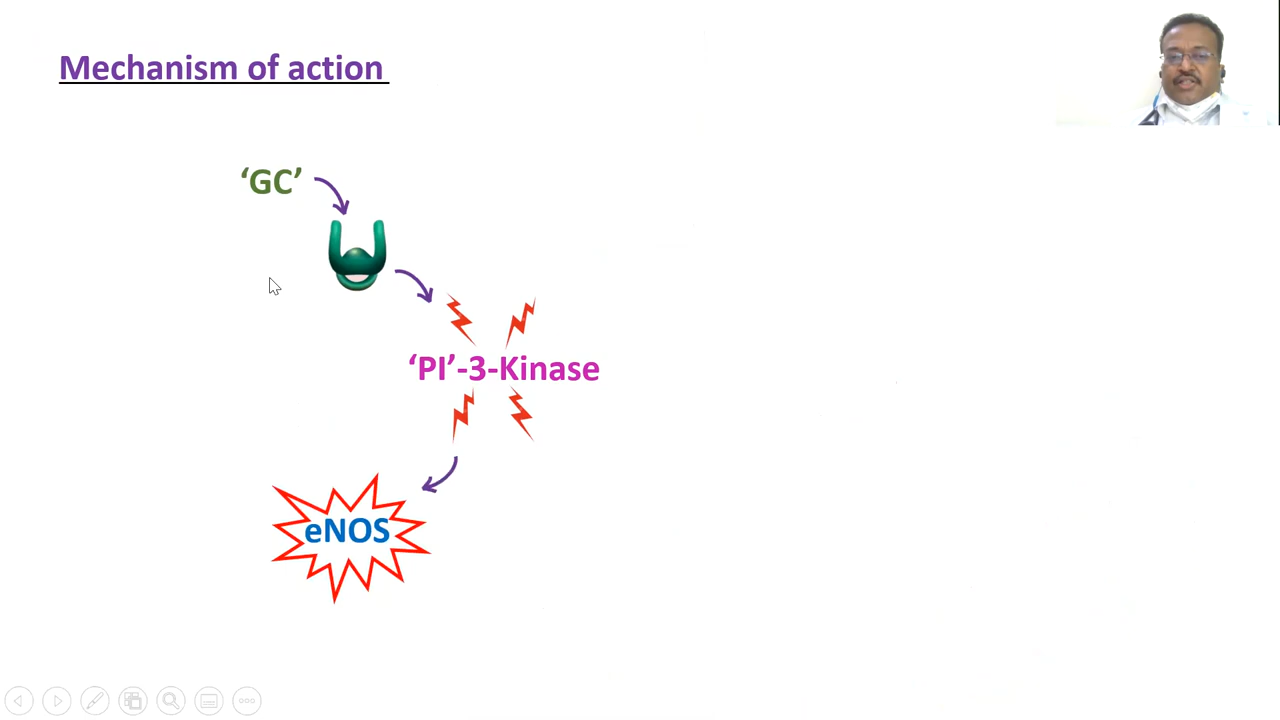 Mechanism of action
‘GC’
‘PI’-3-Kinase
eNOS